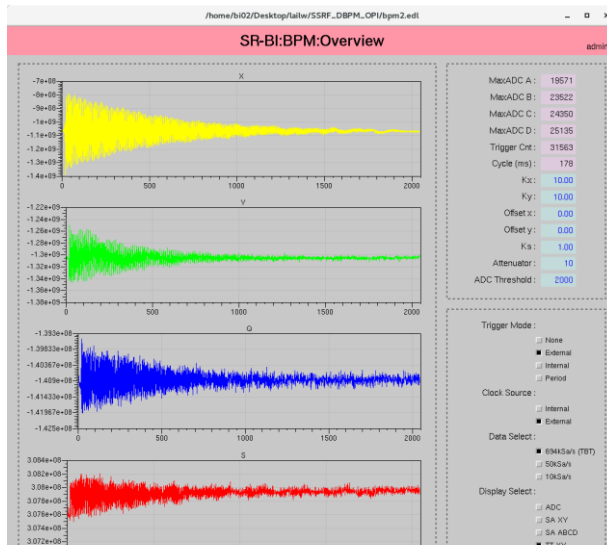 /home/bi02/Desktop/lailw/SSRF_DBPM_OPI/bpm2.edl
SR-BI:BPM:Overview
admin
X
-7e+08
-8e+08
-9e+08
-1e+09
-1.1e+09
-1.2e+09
-1.3e+09
-1.4e+09
0 500 1000 1500 2000
Y
-1.22e+09
-1.24e+09
-1.26e+09
-1.28e+09
-1.3e+09
-1.32e+09
-1.34e+09
-1.36e+09
-1.38e+09
0 500 1000 1500 2000
Q
-1.393e+08
-1.39833e+08
-1.40367e+08
-1.409e+08
-1.41433e+08
-1.41967e+08
-1.425e+08
0 500 1000 1500 2000
S
3.084e+08
3.082e+08
3.08e+08
3.078e+08
3.076e+08
3.074e+08
3.072e+08
MaxADC A : 19571
MaxADC B : 23522
MaxADC C : 24350
MaxADC D : 25135
Trigger Cnt : 31563
Cycle (ms) : 178
Kx : 10.00
Ky : 10.00
Offset x : 0.00
Offset y : 0.00
Ks : 1.00
Attenuator : 10
ADC Threshold : 2000
Trigger Mode :
None
External
Internal
Period
Clock Source :
Internal
External
Data Select :
694kSa/s (TBT)
50kSa/s
10kSa/s
Display Select :
ADC
SA XY
SA ABCD